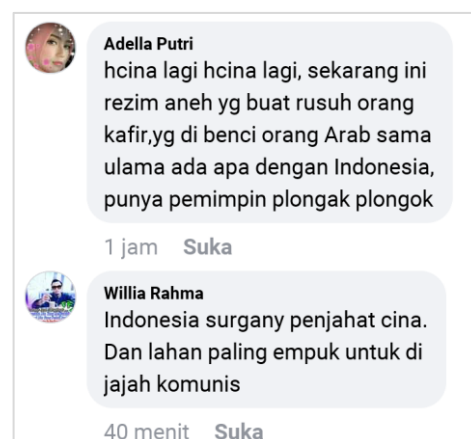 Adella Putri
hcina lagi hcina lagi, sekarang ini
rezim aneh yg buat rusuh orang
kafir,yg di benci orang Arab sama
ulama ada apa dengan Indonesia,
punya pemimpin plongak plongok
1 jam Suka
Willia Rahma
Indonesia surgany penjahat cina.
Dan lahan paling empuk untuk di
jajah komunis
40 menit Suka